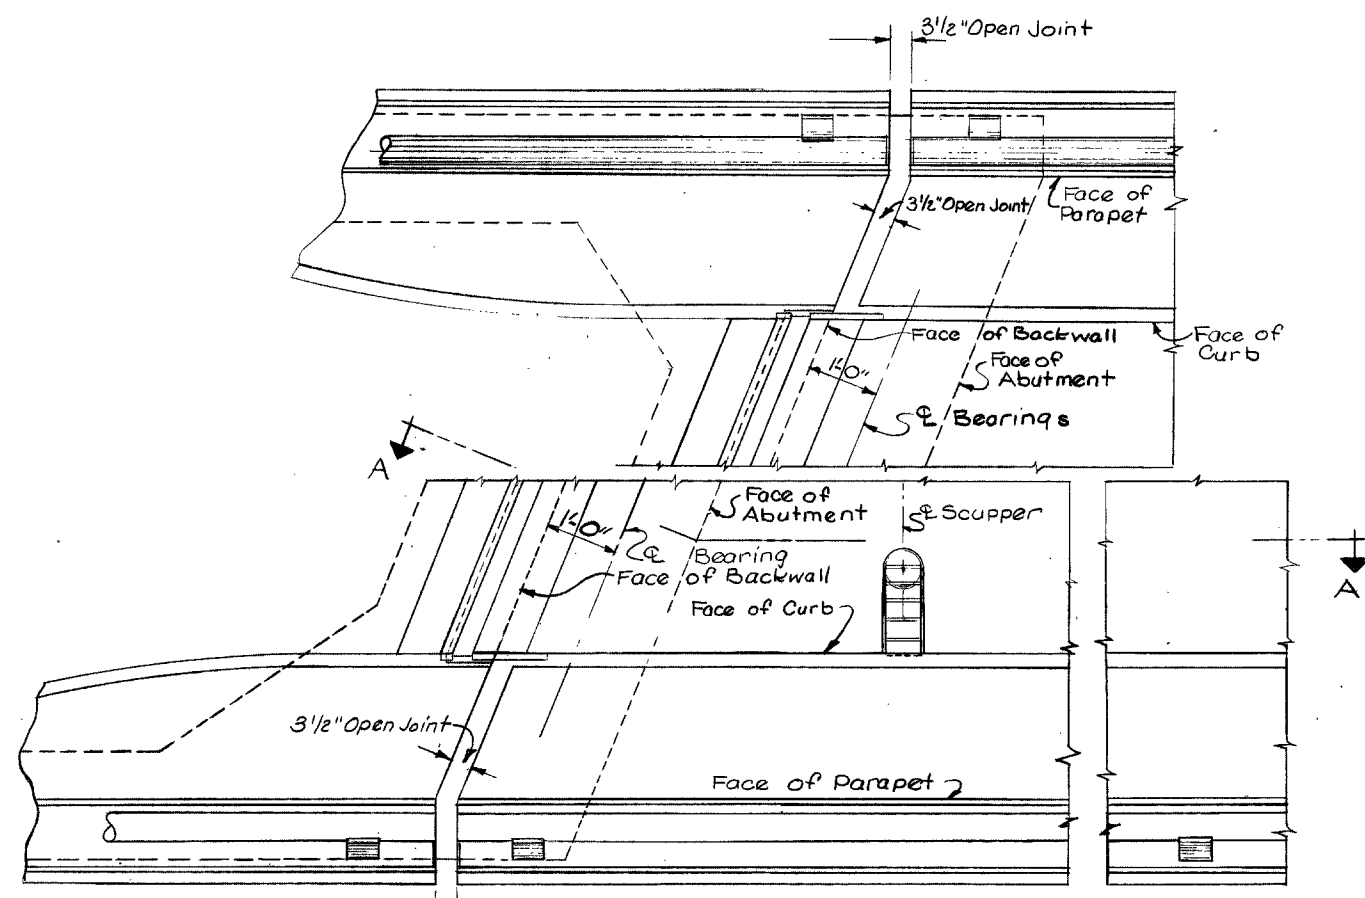 3½" Open Joint
Face of
Parapet
3½" Open Joint
Face of Backwall
Face of
Curb
Face of
Abutment
1'-0"
℄ Bearings
A
Face of
Abutment
℄ Scupper
1'-0"
℄ Bearing
Face of Backwall
A
Face of Curb
3½" Open Joint
Face of Parapet